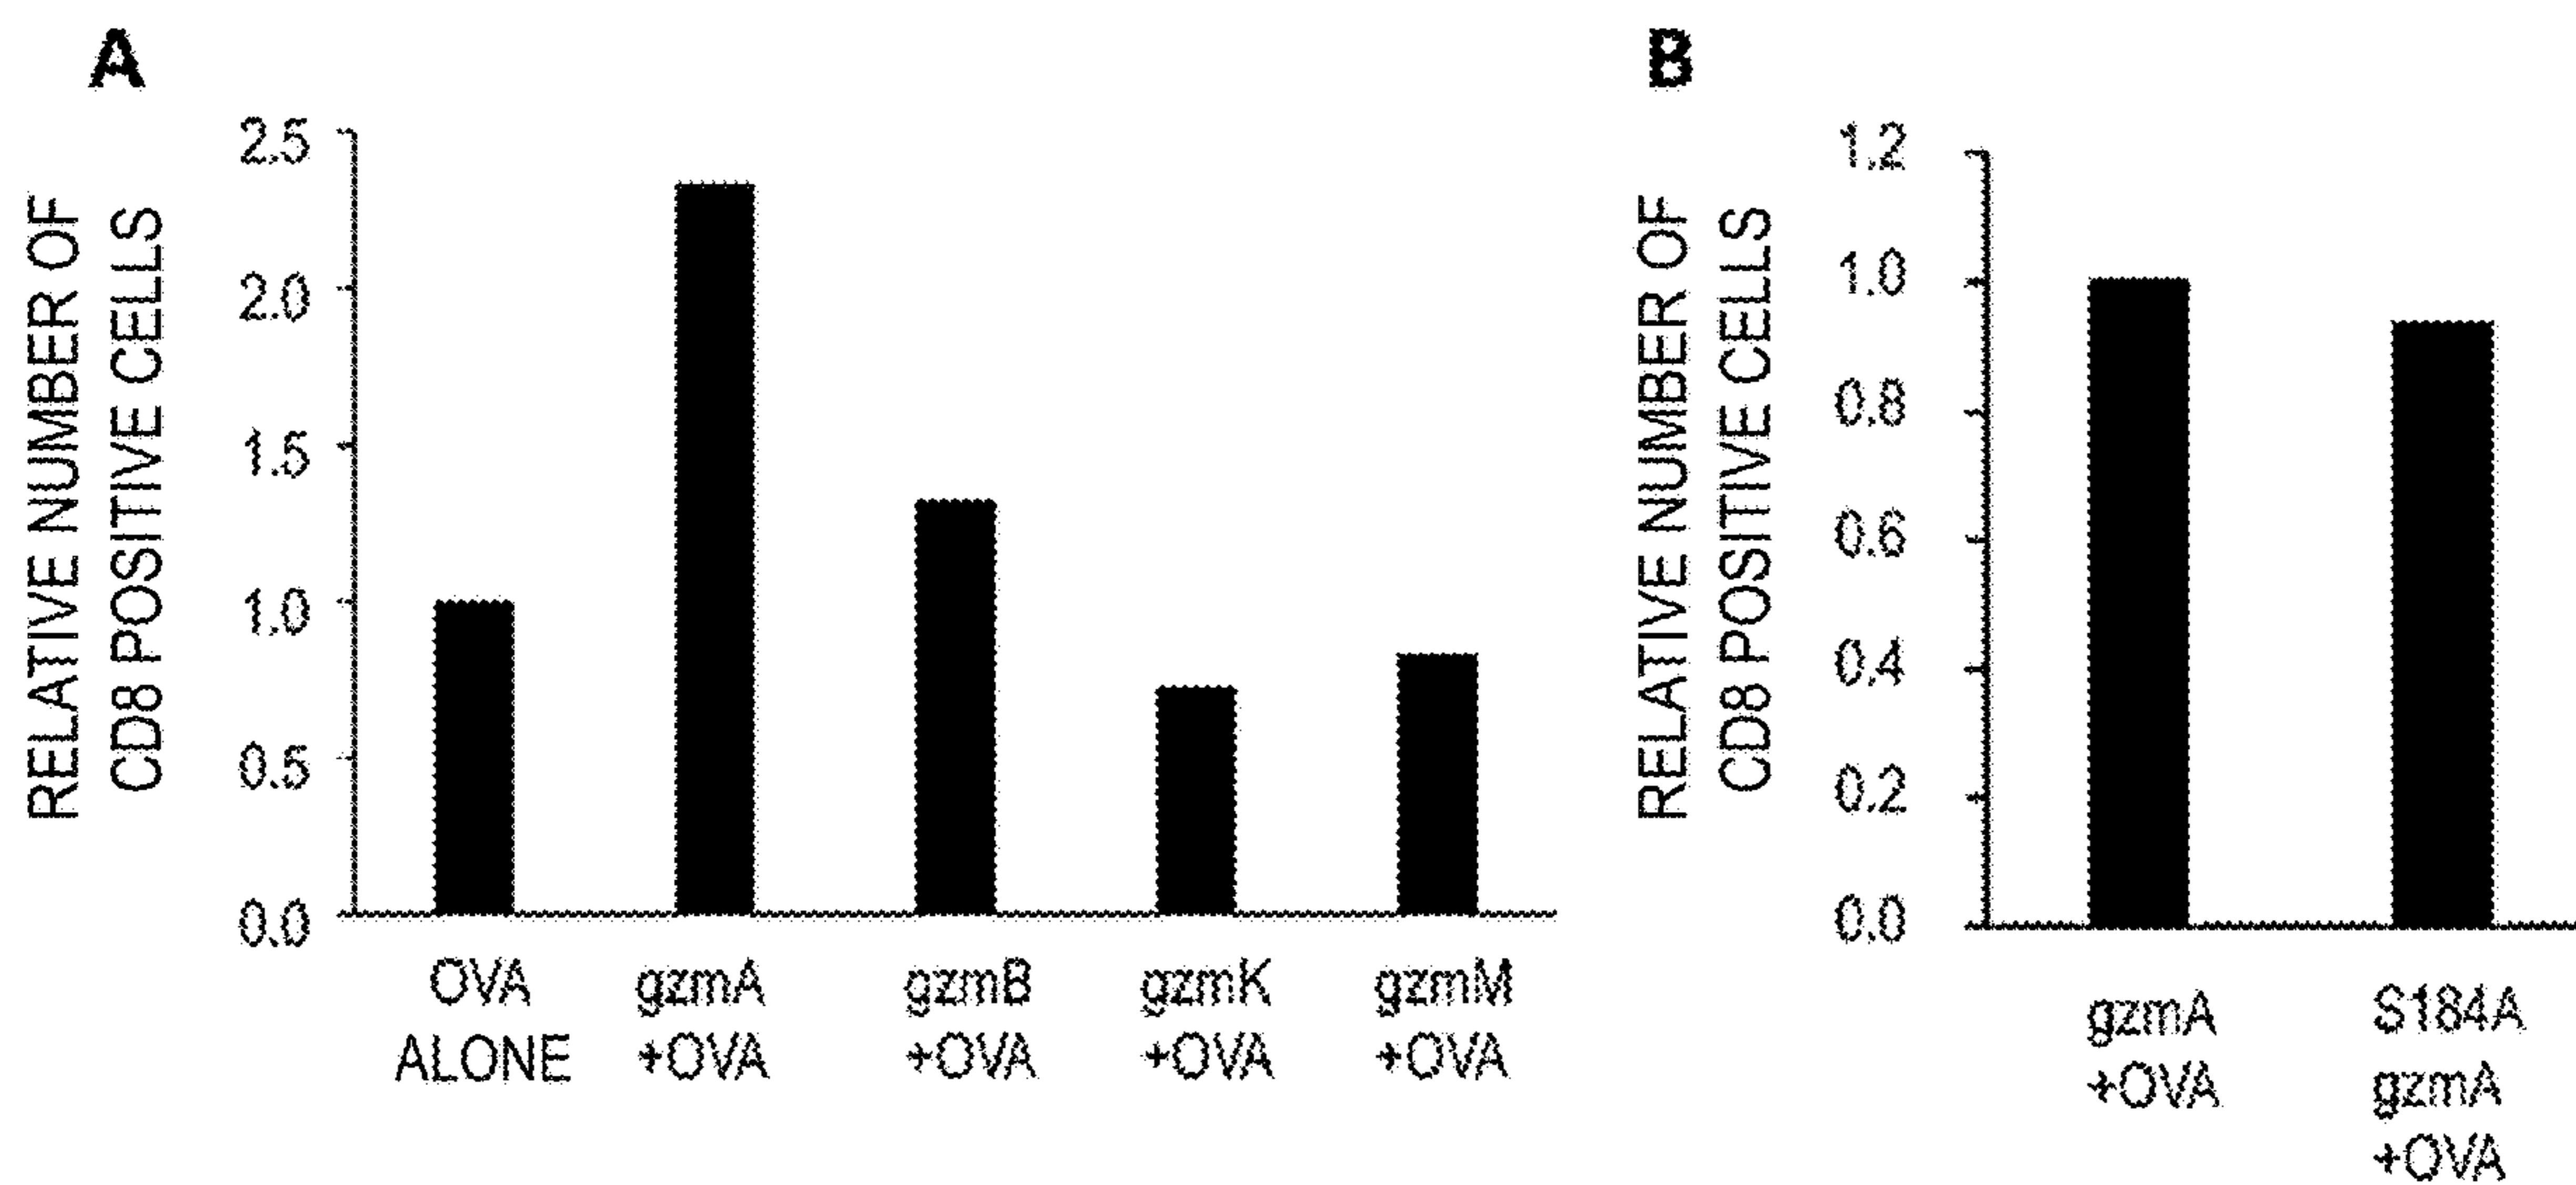 A
RELATIVE NUMBER OF
CD8 POSITIVE CELLS
2.5
2.0
1.5
1.0
0.5
0.0
OVA
ALONE
gzmA
+OVA
gzmB
+OVA
gzmK
+OVA
gzmM
+OVA
B
RELATIVE NUMBER OF
CD8 POSITIVE CELLS
1.2
1.0
0.8
0.6
0.4
0.2
0.0
gzmA
+OVA
S184A
gzmA
+OVA